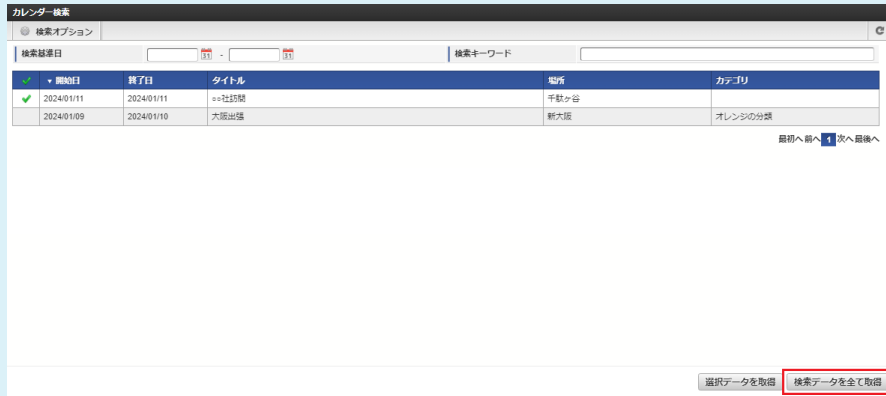 カレンダー検索
検索オプション
検索基準日 31 - 31 検索キーワード
開始日 終了日 タイトル 場所 カテゴリ
2024/01/11 2024/01/11 ○○社訪問 千駄ヶ谷
2024/01/09 2024/01/10 大阪出張 新大阪 オレンジの分類
最初へ 前へ 1 次へ 最後へ
選択データを取得 検索データを全て取得